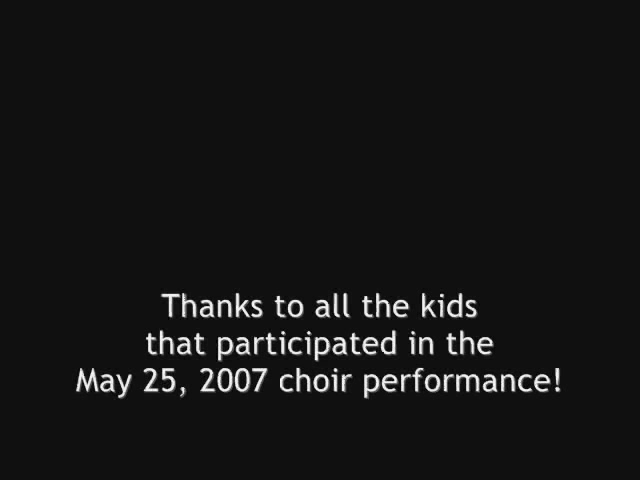 Thanks to all the kids
that participated in the
May 25, 2007 choir performance!